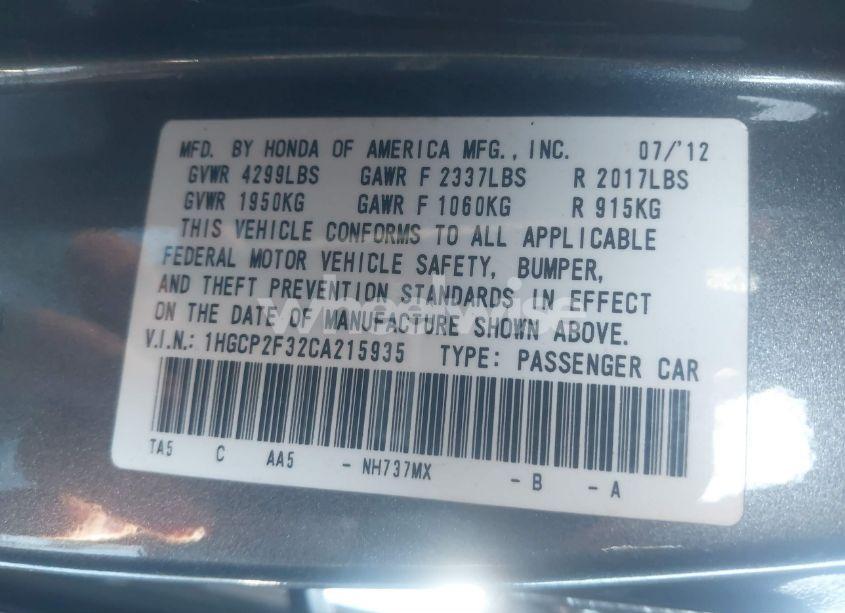 MFD. BY HONDA OF AMERICA MFG., INC. 07/'12
GVWR 4299LBS GAWR F 2337LBS R 2017LBS
GVWR 1950KG GAWR F 1060KG R 915KG
THIS VEHICLE CONFORMS TO ALL APPLICABLE
FEDERAL MOTOR VEHICLE SAFETY, BUMPER,
AND THEFT PREVENTION STANDARDS IN EFFECT
ON THE DATE OF MANUFACTURE SHOWN ABOVE.
V.I.N.: 1HGCP2F32CA215935 TYPE: PASSENGER CAR
TA5 C AA5 - NH737MX - B - A
wheelwise